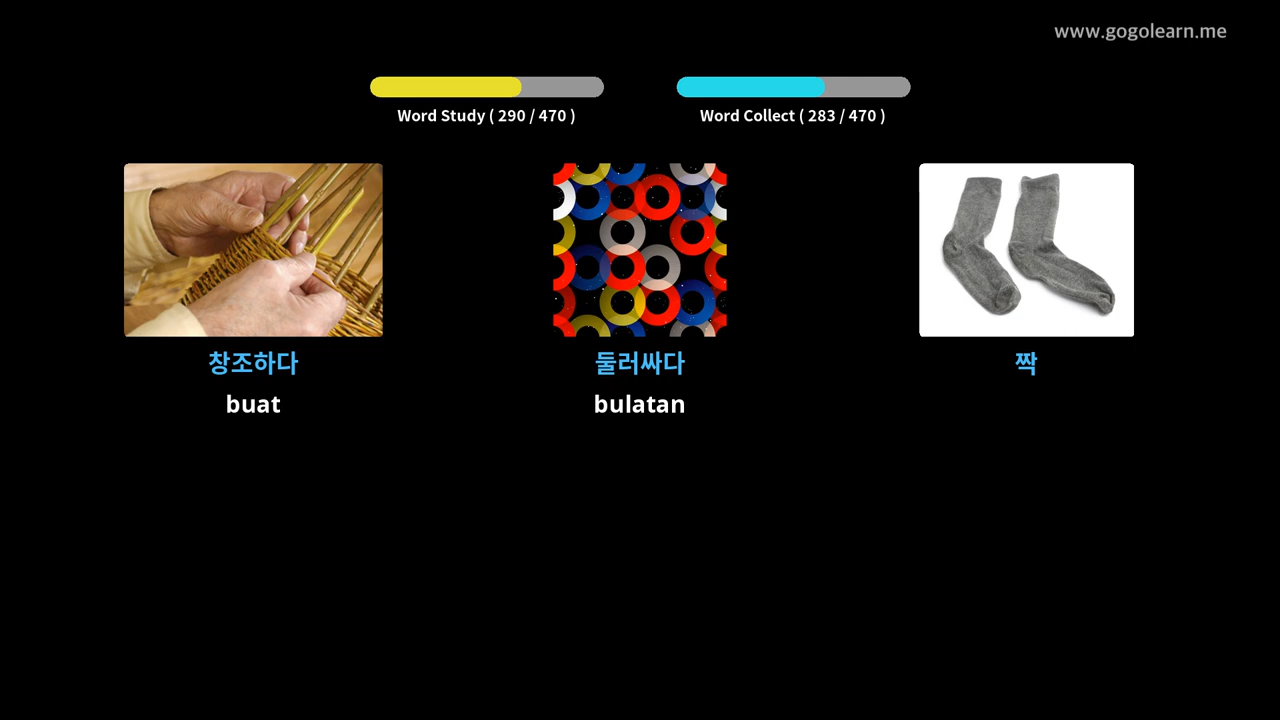 www.gogolearn.me
Word Study ( 290 / 470 )
Word Collect ( 283 / 470 )
창조하다
둘러싸다
짝
buat
bulatan